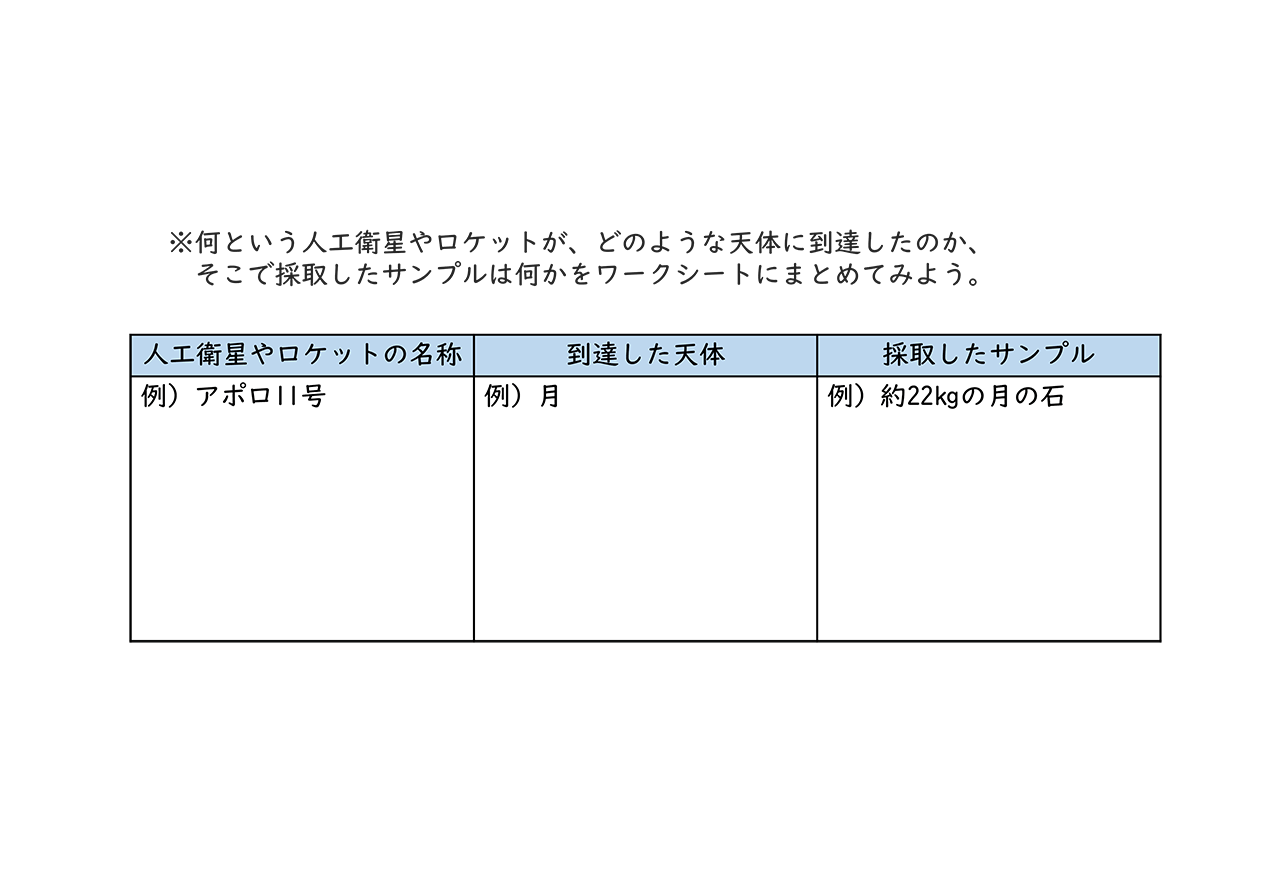 ※何という人工衛星やロケットが、どのような天体に到達したのか、
そこで採取したサンプルは何かをワークシートにまとめてみよう。
人工衛星やロケットの名称 到達した天体 採取したサンプル
例）アポロ11号 例）月 例）約22kgの月の石